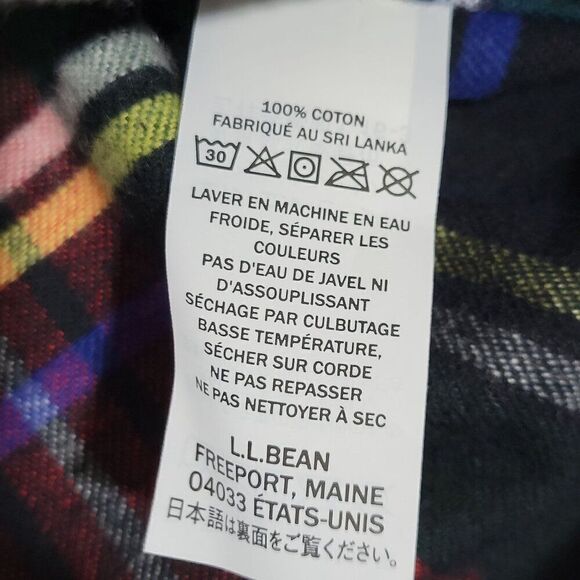 100% COTON
FABRIQUÉ AU SRI LANKA
30
LAVER EN MACHINE EN EAU
FROIDE, SÉPARER LES
COULEURS
PAS D'EAU DE JAVEL NI
D'ASSOUPLISSANT
SÉCHAGE PAR CULBUTAGE
BASSE TEMPÉRATURE,
SÉCHER SUR CORDE
NE PAS REPASSER
NE PAS NETTOYER À SEC
L.L.BEAN
FREEPORT, MAINE
04033 ÉTATS-UNIS
日本語は裏面をご覧ください.